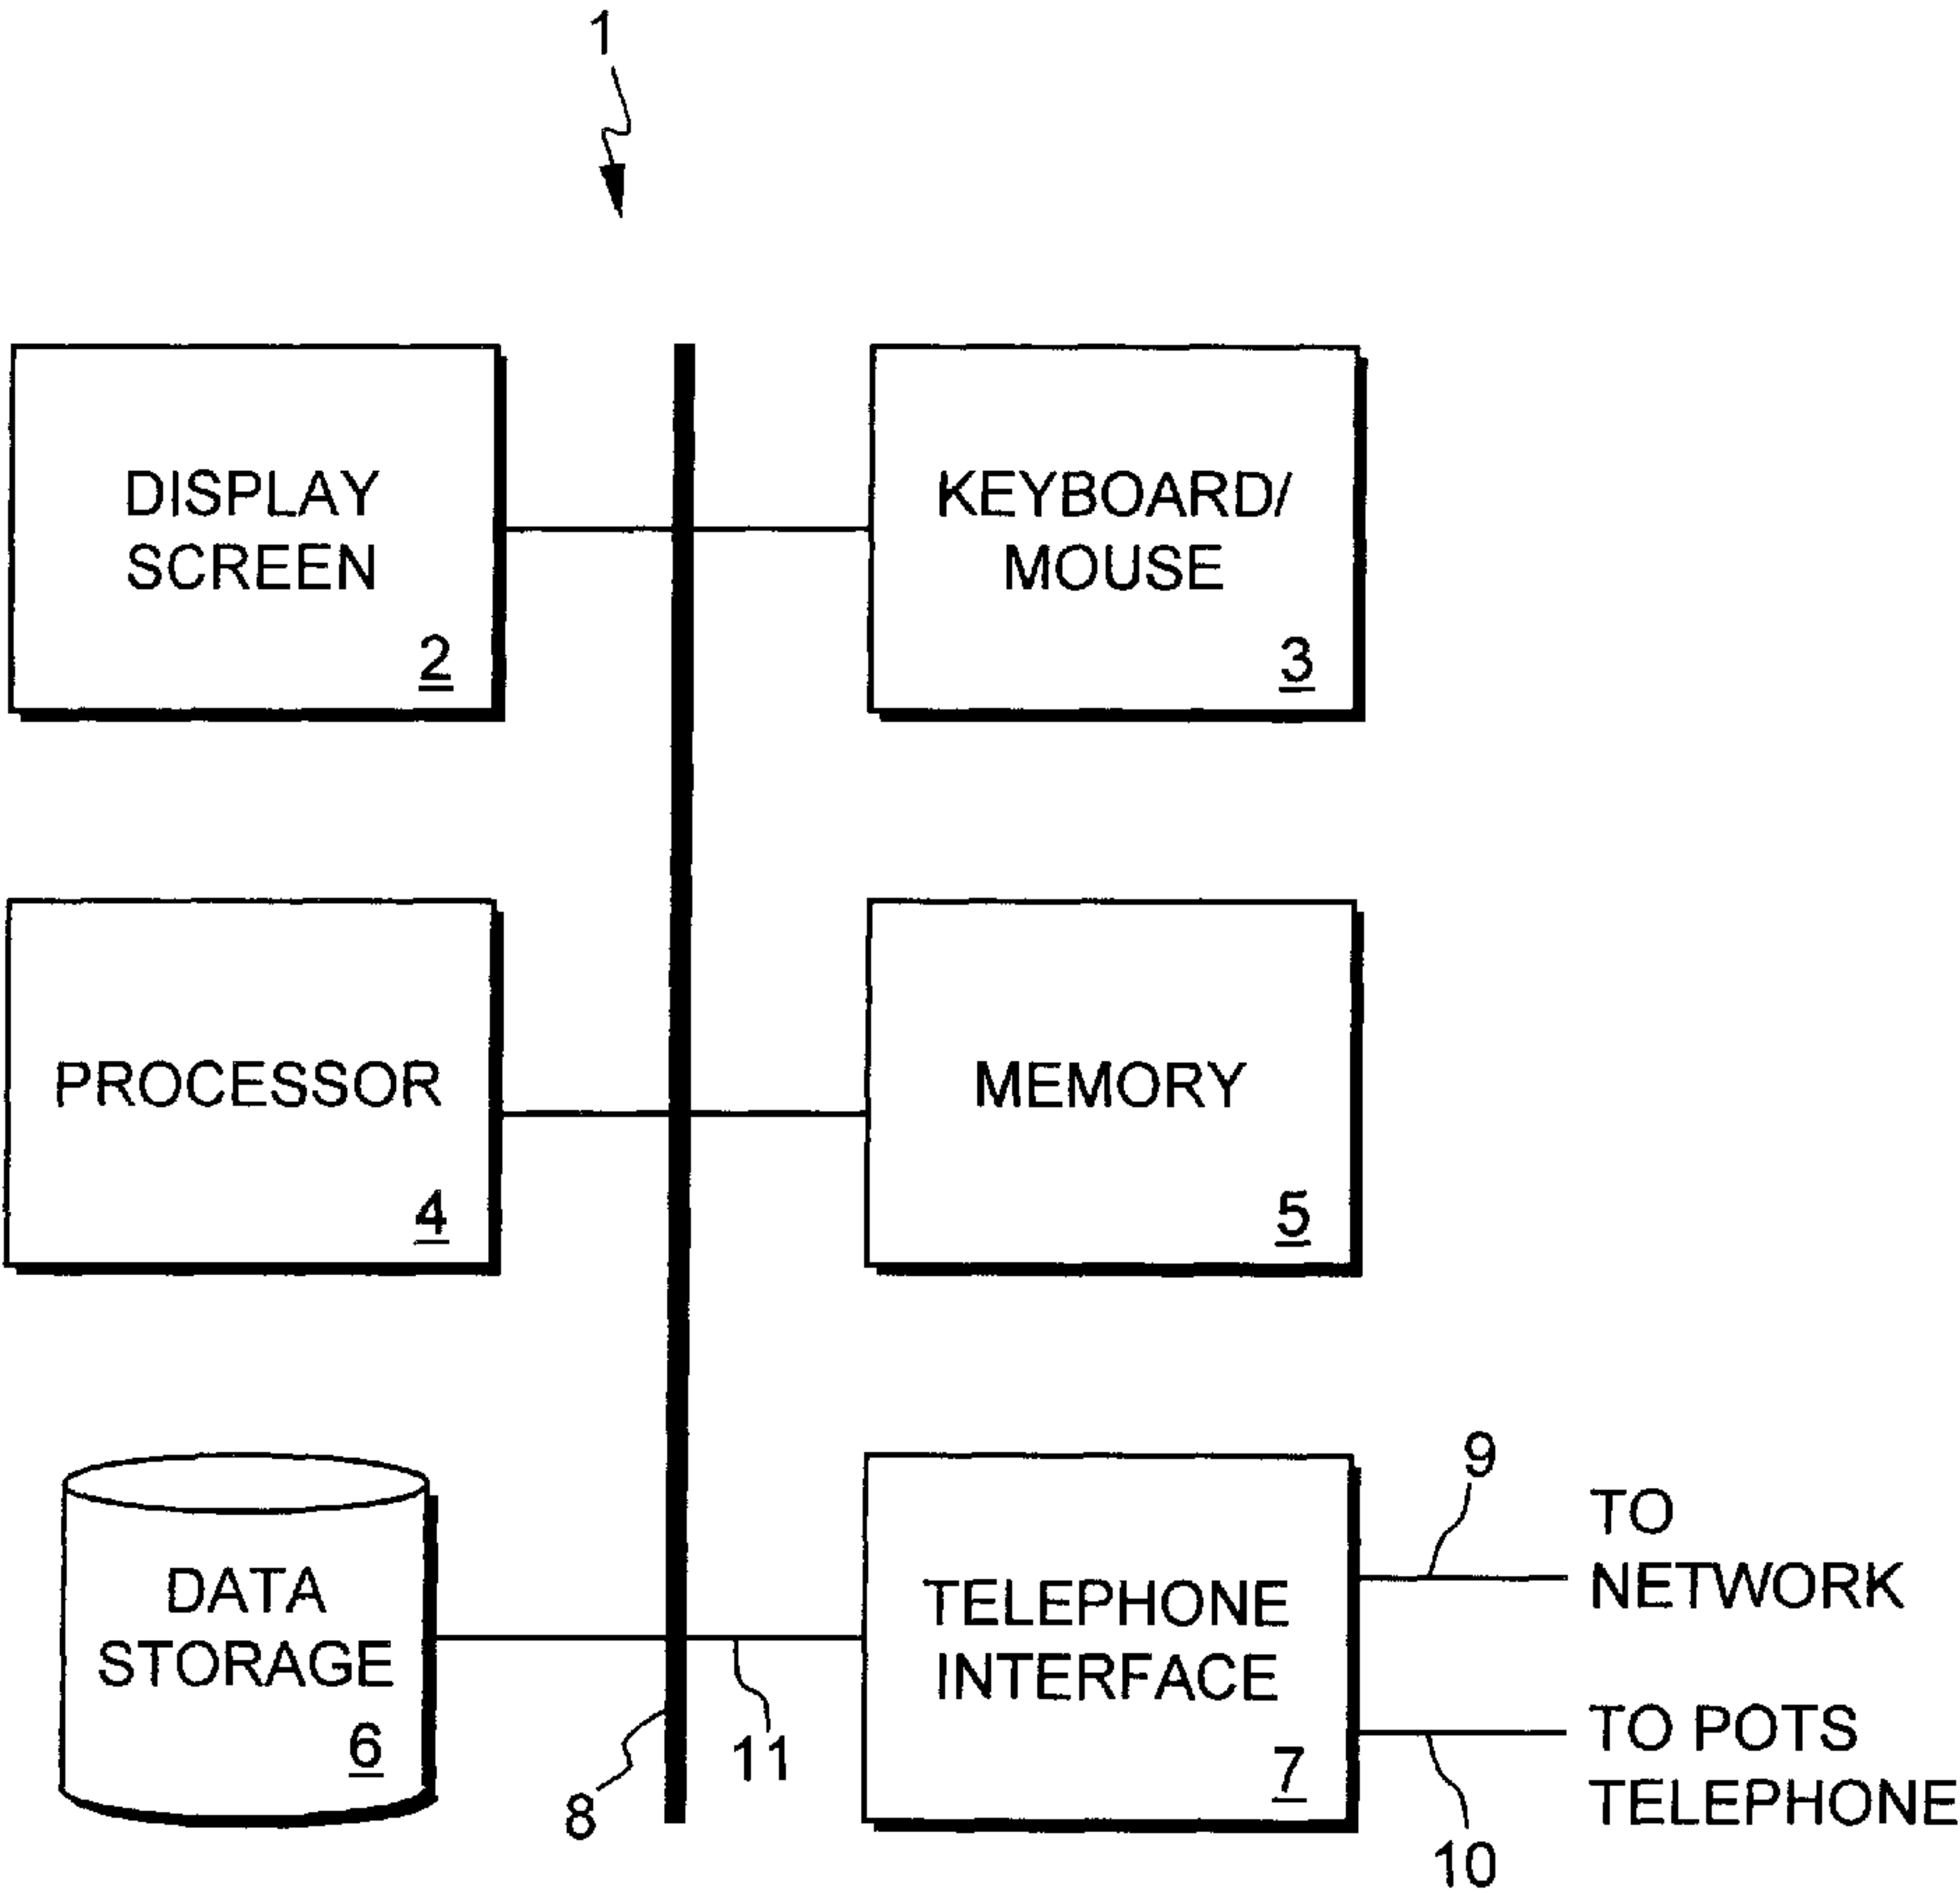 1
DISPLAY
SCREEN
2
KEYBOARD/
MOUSE
3
PROCESSOR
4
MEMORY
5
DATA
STORAGE
6
8
11
TELEPHONE
INTERFACE
7
9
TO
NETWORK
TO POTS
TELEPHONE
10